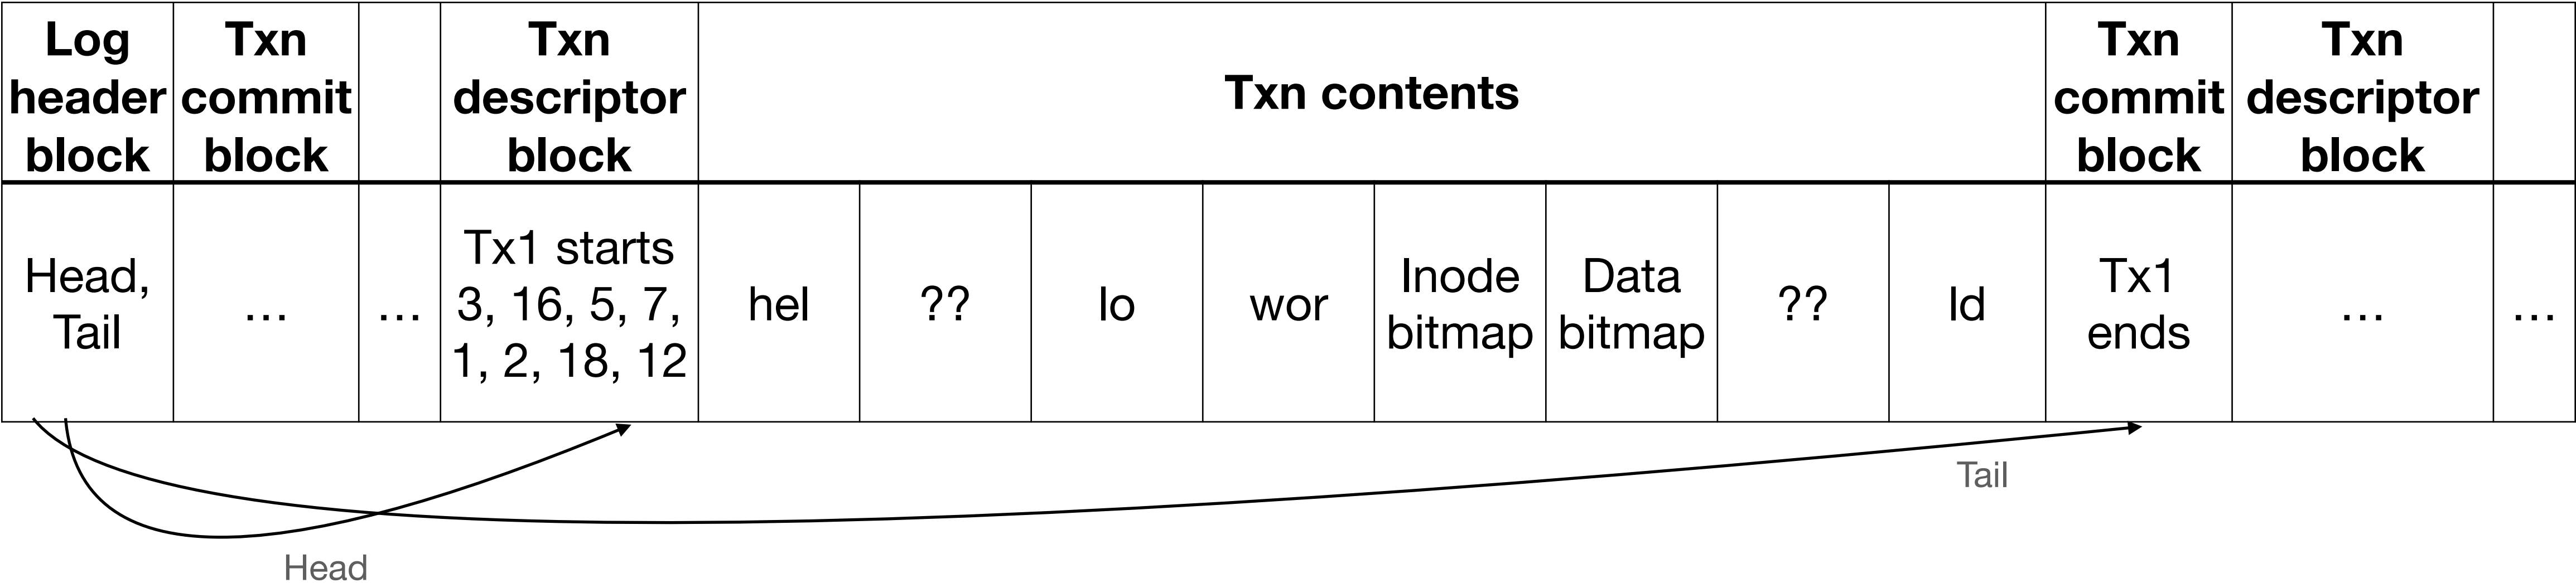 Log
header
block
Txn
commit
block
Txn
descriptor
block
Txn contents
Txn
commit
block
Txn
descriptor
block
Head,
Tail
...
...
Tx1 starts
3, 16, 5, 7,
1, 2, 18, 12
hel
??
lo
wor
Inode
bitmap
Data
bitmap
??
ld
Tx1
ends
...
...
Tail
Head